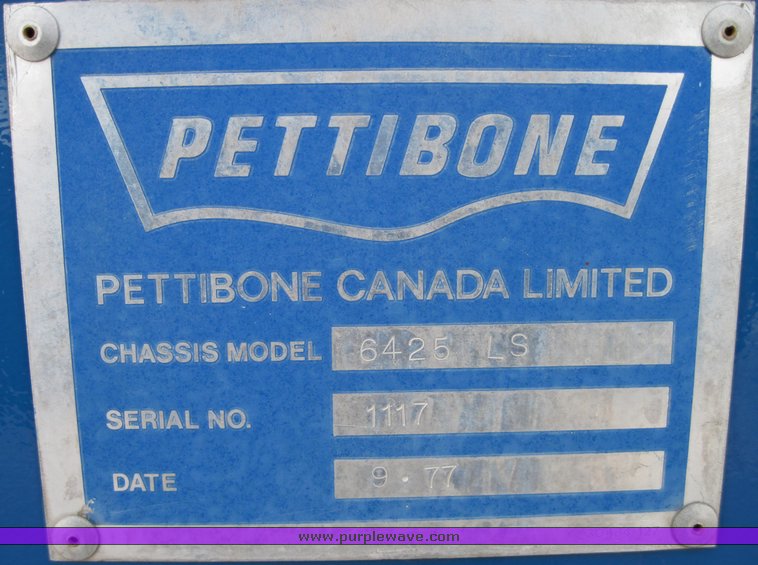 PETTIBONE
PETTIBONE CANADA LIMITED
CHASSIS MODEL 6425 LS
SERIAL NO. 1117
DATE 9.77
www.purplewave.com